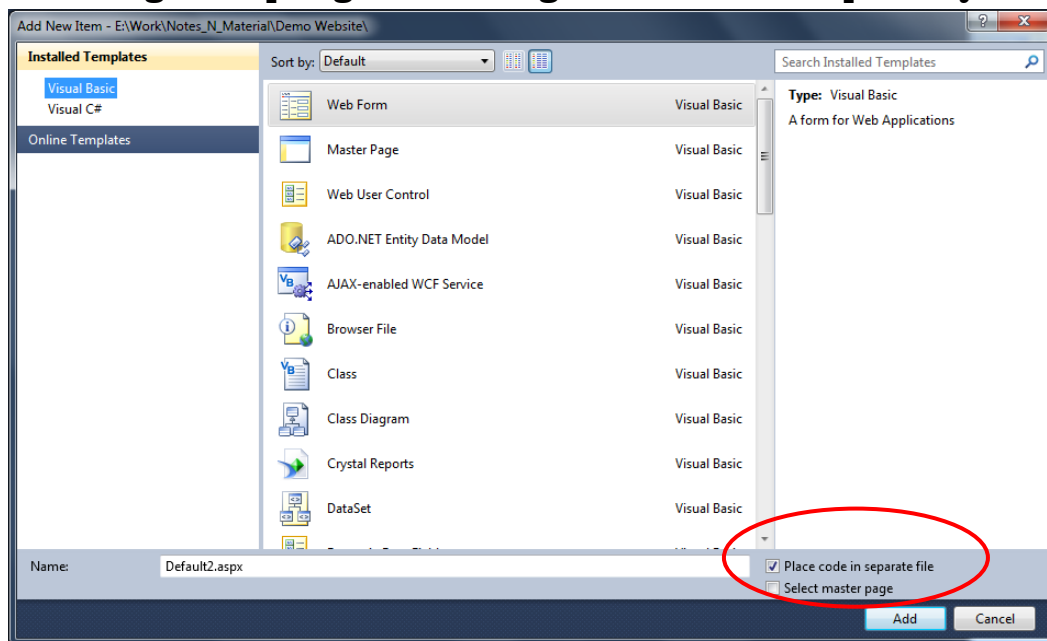 Add New Item - E:\Work\Notes_N_Material\Demo Website\
Installed Templates
Visual Basic
Visual C#
Online Templates
Sort by: Default
Search Installed Templates
Web Form Visual Basic
Master Page Visual Basic
Web User Control Visual Basic
ADO.NET Entity Data Model Visual Basic
AJAX-enabled WCF Service Visual Basic
Browser File Visual Basic
Class Visual Basic
Class Diagram Visual Basic
Crystal Reports Visual Basic
DataSet Visual Basic
Type: Visual Basic
A form for Web Applications
Name: Default2.aspx
Place code in separate file
Select master page
Add Cancel